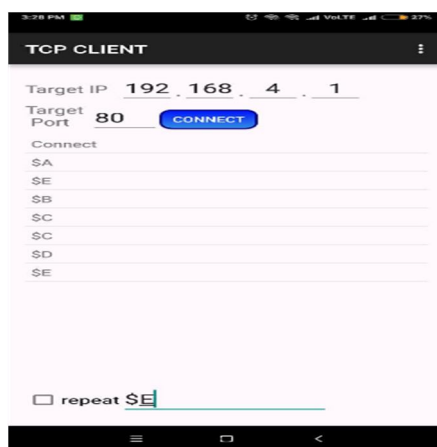 3:28 PM VoLTE 27%
TCP CLIENT
Target IP 192 . 168 . 4 . 1
Target Port 80 CONNECT
Connect
$A
$E
$B
$C
$C
$D
$E
repeat $E